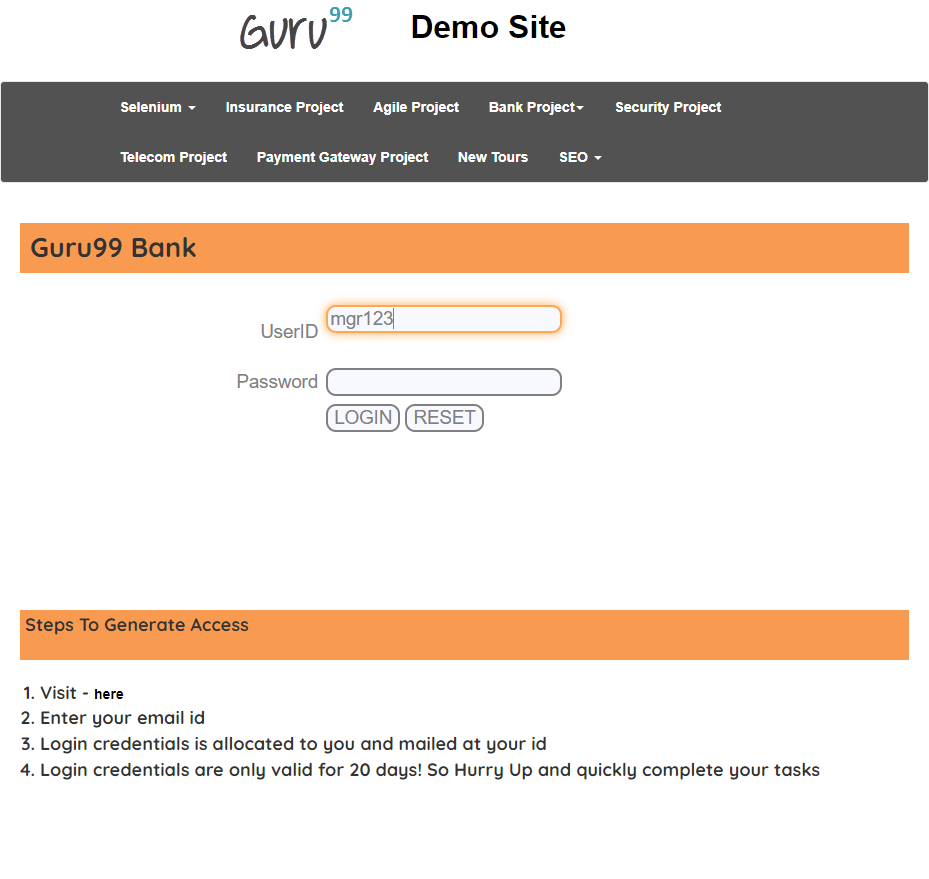 Guru99 Demo Site
Selenium Insurance Project Agile Project Bank Project Security Project
Telecom Project Payment Gateway Project New Tours SEO
Guru99 Bank
UserID mgr123
Password
LOGIN RESET
Steps To Generate Access
1. Visit - here
2. Enter your email id
3. Login credentials is allocated to you and mailed at your id
4. Login credentials are only valid for 20 days! So Hurry Up and quickly complete your tasks